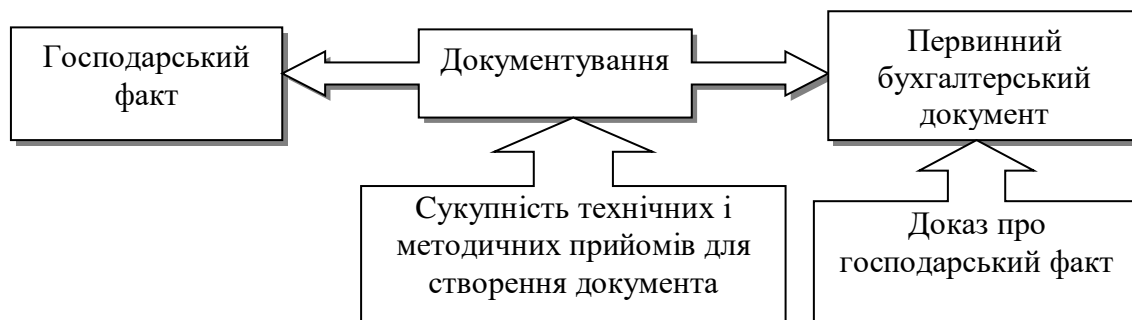 Господарський
факт
Документування
Первинний
бухгалтерський
документ
Сукупність технічних і
методичних прийомів для
створення документа
Доказ про
господарський факт